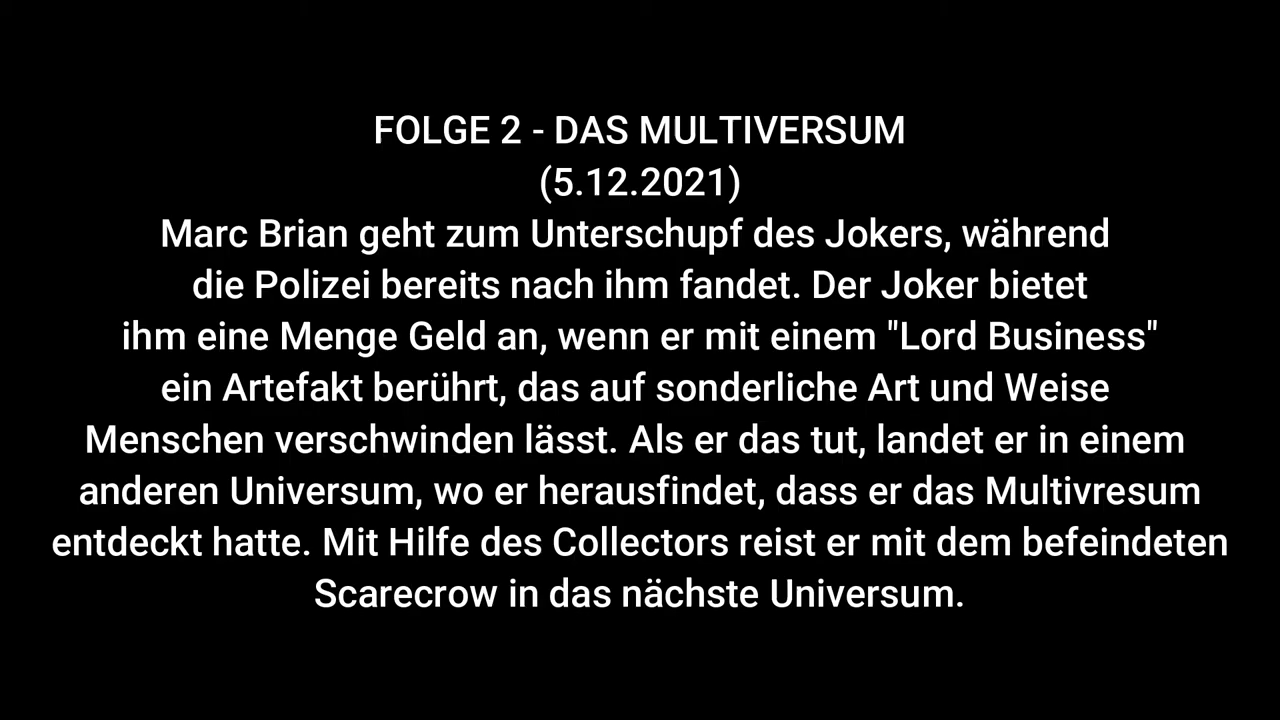 FOLGE 2 - DAS MULTIVERSUM
(5.12.2021)
Marc Brian geht zum Unterschupf des Jokers, während
die Polizei bereits nach ihm fandet. Der Joker bietet
ihm eine Menge Geld an, wenn er mit einem "Lord Business"
ein Artefakt berührt, das auf sonderliche Art und Weise
Menschen verschwinden lässt. Als er das tut, landet er in einem
anderen Universum, wo er herausfindet, dass er das Multivresum
entdeckt hatte. Mit Hilfe des Collectors reist er mit dem befeindeten
Scarecrow in das nächste Universum.